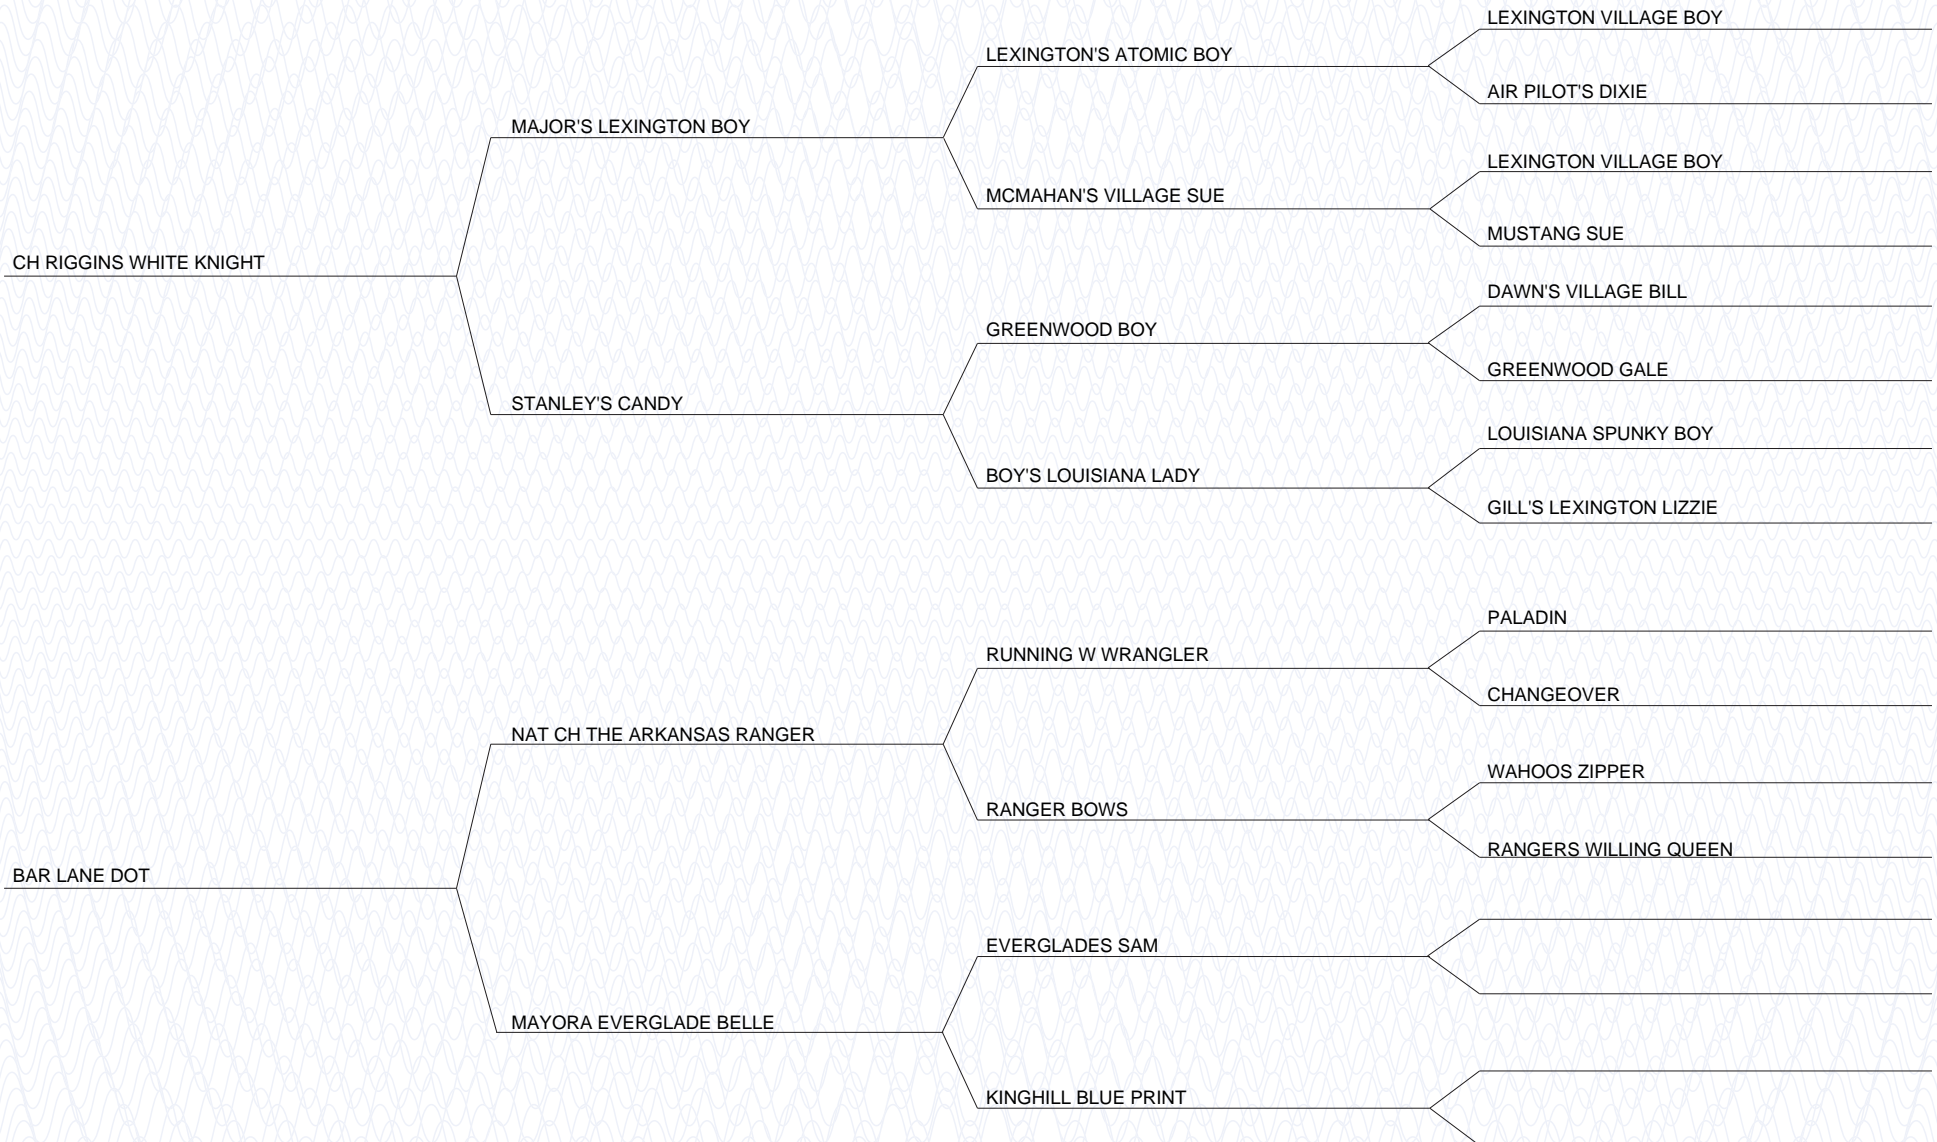 LEXINGTON VILLAGE BOY
LEXINGTON'S ATOMIC BOY
AIR PILOT'S DIXIE
MAJOR'S LEXINGTON BOY
LEXINGTON VILLAGE BOY
MCMAHAN'S VILLAGE SUE
MUSTANG SUE
CH RIGGINS WHITE KNIGHT
DAWN'S VILLAGE BILL
GREENWOOD BOY
GREENWOOD GALE
STANLEY'S CANDY
LOUISIANA SPUNKY BOY
BOY'S LOUISIANA LADY
GILL'S LEXINGTON LIZZIE
PALADIN
RUNNING W WRANGLER
CHANGEOVER
NAT CH THE ARKANSAS RANGER
WAHOOS ZIPPER
RANGER BOWS
RANGERS WILLING QUEEN
BAR LANE DOT
EVERGLADES SAM
MAYORA EVERGLADE BELLE
KINGHILL BLUE PRINT